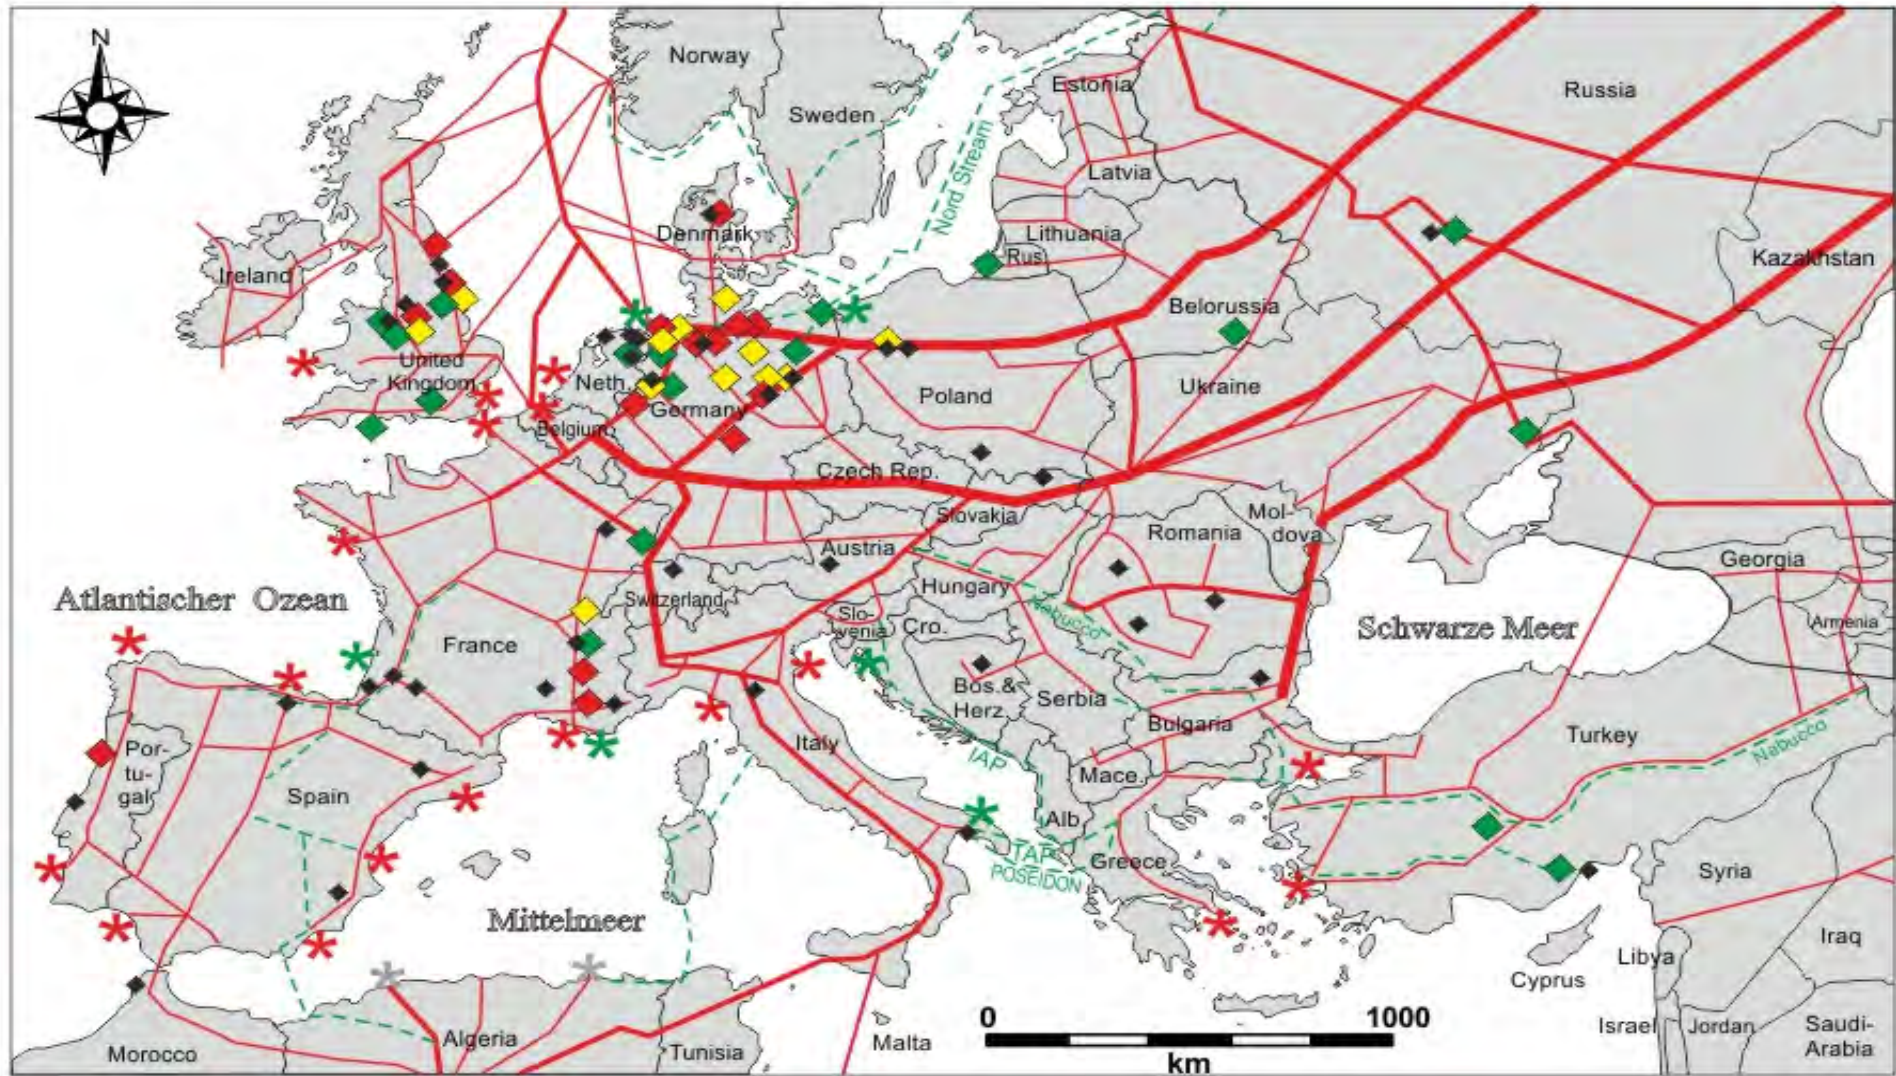 N
Norway
Sweden
Estonia
Russia
Nord Stream
Latvia
Denmark
Lithuania
Rus
Ireland
Kazakhstan
Belorussia
United
Kingdom
Neth.
Germany
Poland
Ukraine
Belgium
Czech Rep.
Slovakia
Mol-
dova
Romania
Austria
Georgia
Atlantischer Ozean
Hungary
Switzerland
Nabucco
Slo-
venia
Cro.
Schwarze Meer
Armenia
France
Bos.&
Herz.
Serbia
Bulgaria
Turkey
Nabucco
Italy
Por-
tu-
gal
IAP
Mace.
Spain
Alb.
TAP
POSEIDON
Greece
Syria
Mittelmeer
Iraq
Libya
Cyprus
0 1000
km
Israel
Jordan
Saudi-
Arabia
Algeria
Malta
Morocco
Tunisia